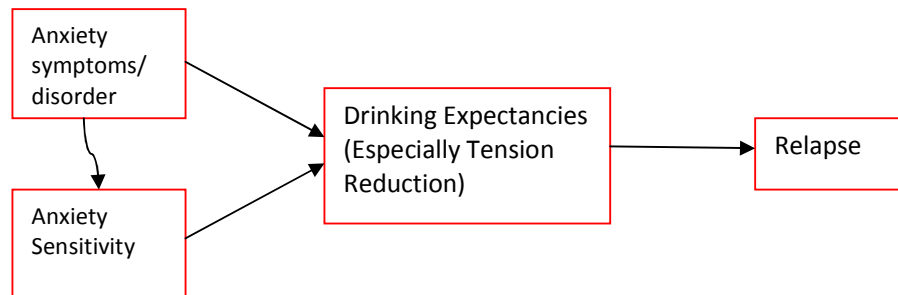 Anxiety
symptoms/
disorder
Drinking Expectancies
(Especially Tension
Reduction)
Relapse
Anxiety
Sensitivity